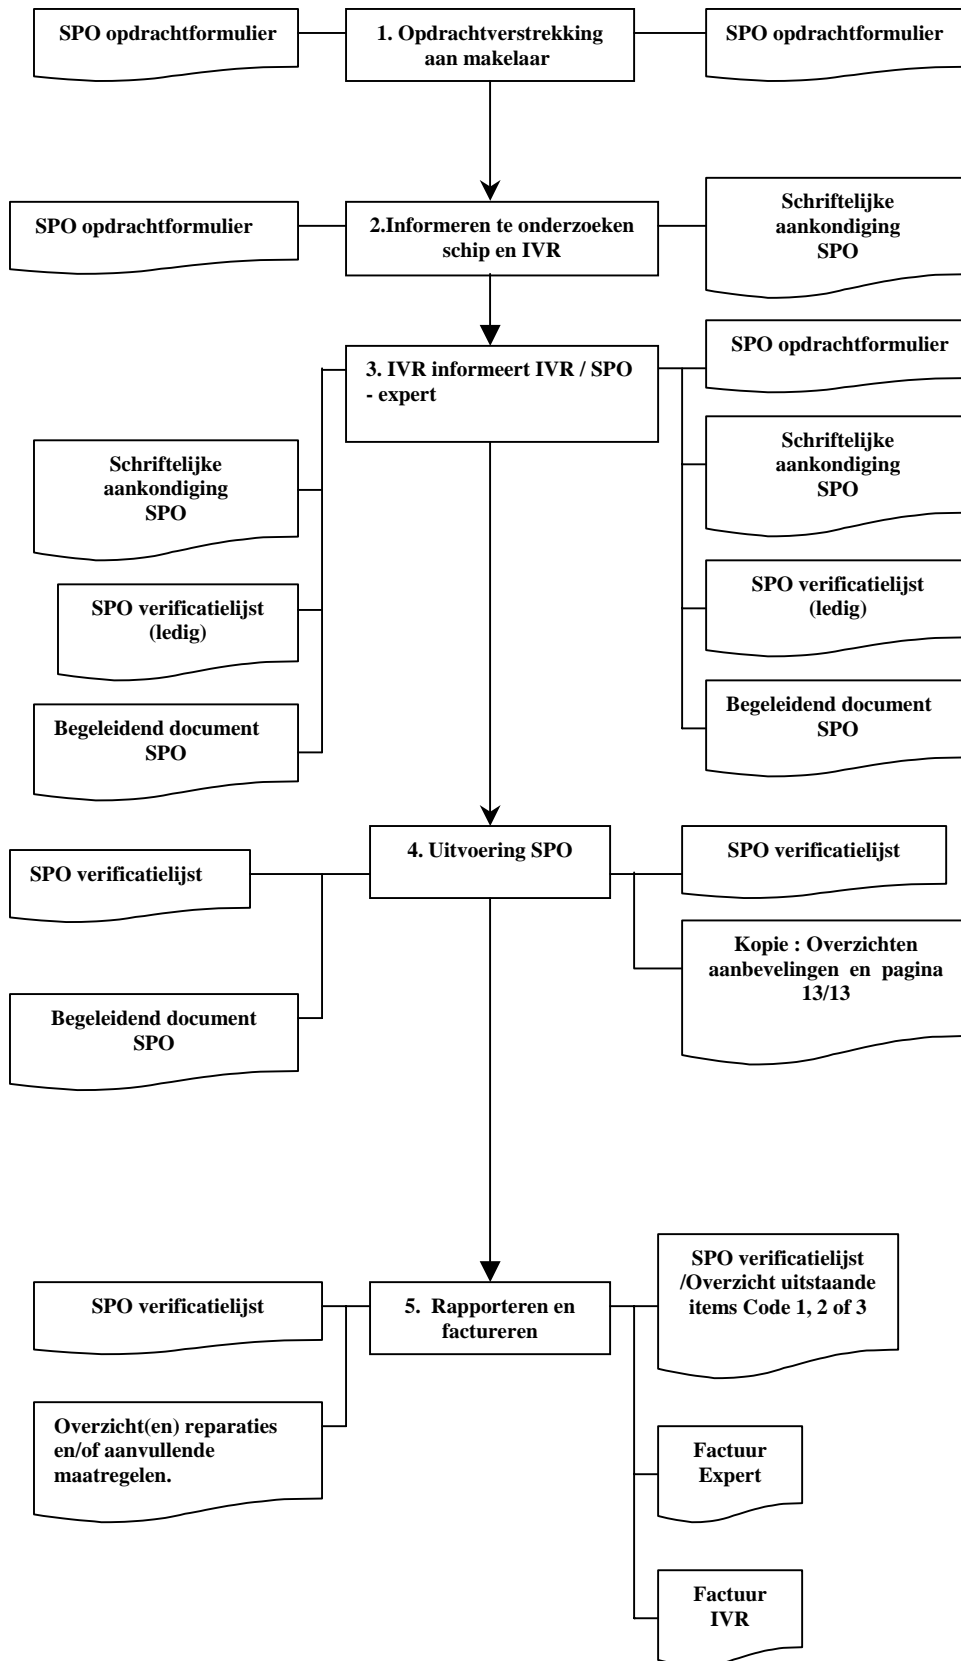 SPO opdrachtformulier
1. Opdrachtverstrekking
aan makelaar
SPO opdrachtformulier
SPO opdrachtformulier
2.Informeren te onderzoeken
schip en IVR
Schriftelijke
aankondiging
SPO
3. IVR informeert IVR / SPO
- expert
SPO opdrachtformulier
Schriftelijke
aankondiging
SPO
Schriftelijke
aankondiging
SPO
SPO verificatielijst
(ledig)
SPO verificatielijst
(ledig)
Begeleidend document
SPO
Begeleidend document
SPO
4. Uitvoering SPO
SPO verificatielijst
SPO verificatielijst
Kopie : Overzichten
aanbevelingen en pagina
13/13
Begeleidend document
SPO
5. Rapporteren en
factureren
SPO verificatielijst
SPO verificatielijst
/Overzicht uitstaande
items Code 1, 2 of 3
Overzicht(en) reparaties
en/of aanvullende
maatregelen.
Factuur
Expert
Factuur
IVR